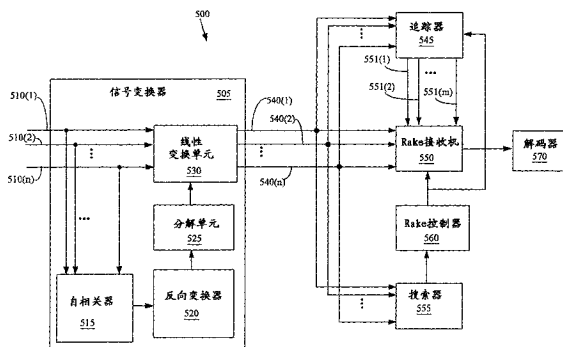 500
追踪器
545
信号变换器 505
551(1)
551(2)
551(m)
510(1)
510(2)
510(n)
540(1)
540(2)
540(n)
线性
变换单元
530
Rake接收机
550
解码器
570
分解单元
525
Rake控制器
560
自相关器
515
反向变换器
520
搜索器
555